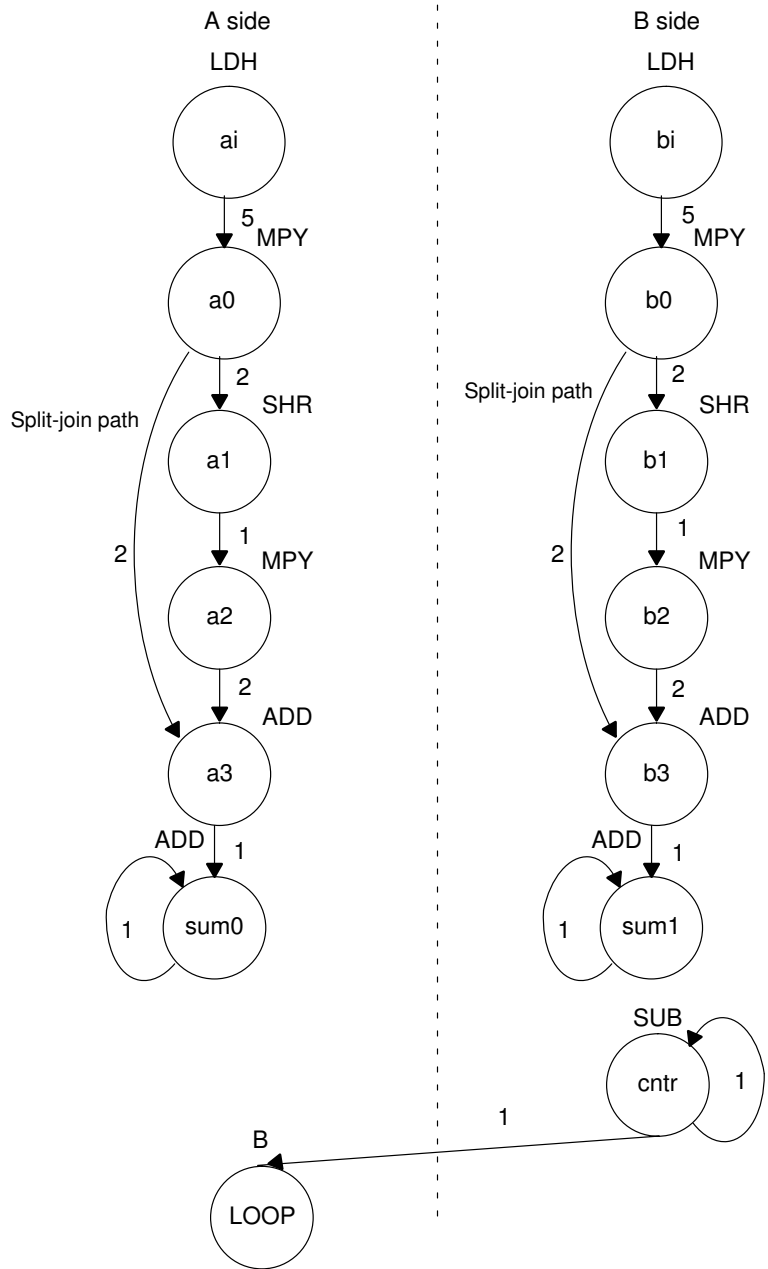 A side
B side
LDH
LDH
ai
bi
5
5
MPY
MPY
a0
b0
2
2
Split-join path
Split-join path
SHR
SHR
a1
b1
1
1
2
2
MPY
MPY
a2
b2
2
2
ADD
ADD
a3
b3
ADD
1
ADD
1
1
sum0
1
sum1
SUB
cntr
1
1
B
LOOP